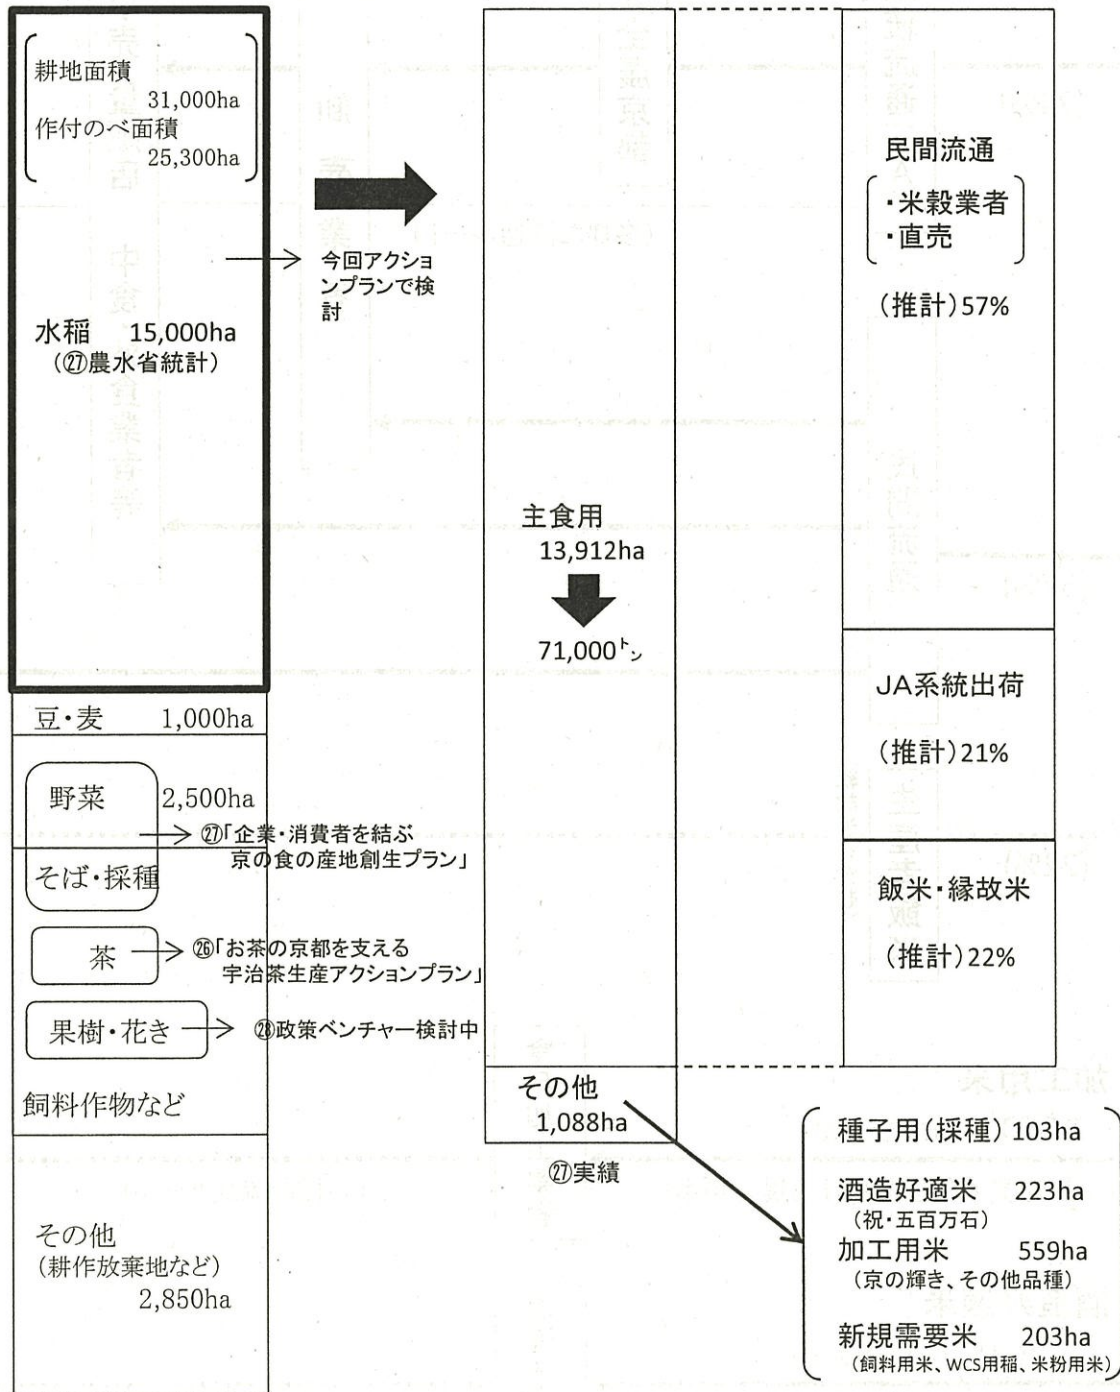 耕地面積
31,000ha
作付のべ面積
25,300ha
水稲 15,000ha
(㉗農水省統計)
今回アクショ
ンプランで検
討
豆・麦 1,000ha
野菜 2,500ha
㉗「企業・消費者を結ぶ
京の食の産地創生プラン」
そば・採種
茶
㉖「お茶の京都を支える
宇治茶生産アクションプラン」
果樹・花き
㉘政策ベンチャー検討中
飼料作物など
その他
(耕作放棄地など)
2,850ha
主食用
13,912ha
71,000㌧
その他
1,088ha
㉗実績
民間流通
・米穀業者
・直売
(推計)57%
JA系統出荷
(推計)21%
飯米・縁故米
(推計)22%
種子用(採種) 103ha
酒造好適米 223ha
(祝・五百万石)
加工用米 559ha
(京の輝き、その他品種)
新規需要米 203ha
(飼料用米、WCS用稲、米粉用米)